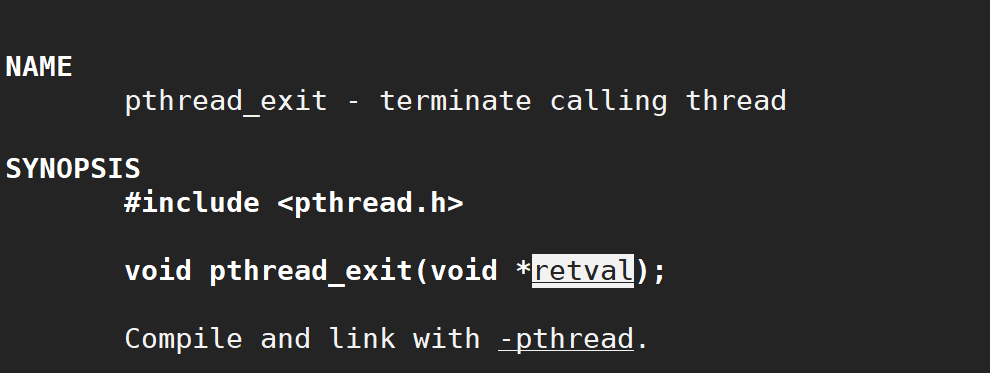 NAME
pthread_exit - terminate calling thread
SYNOPSIS
#include <pthread.h>
void pthread_exit(void *retval);
Compile and link with -pthread.